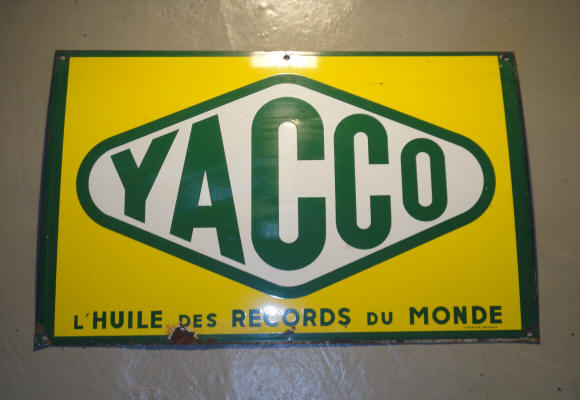 YACCO
L'HUILE DES RECORDS DU MONDE